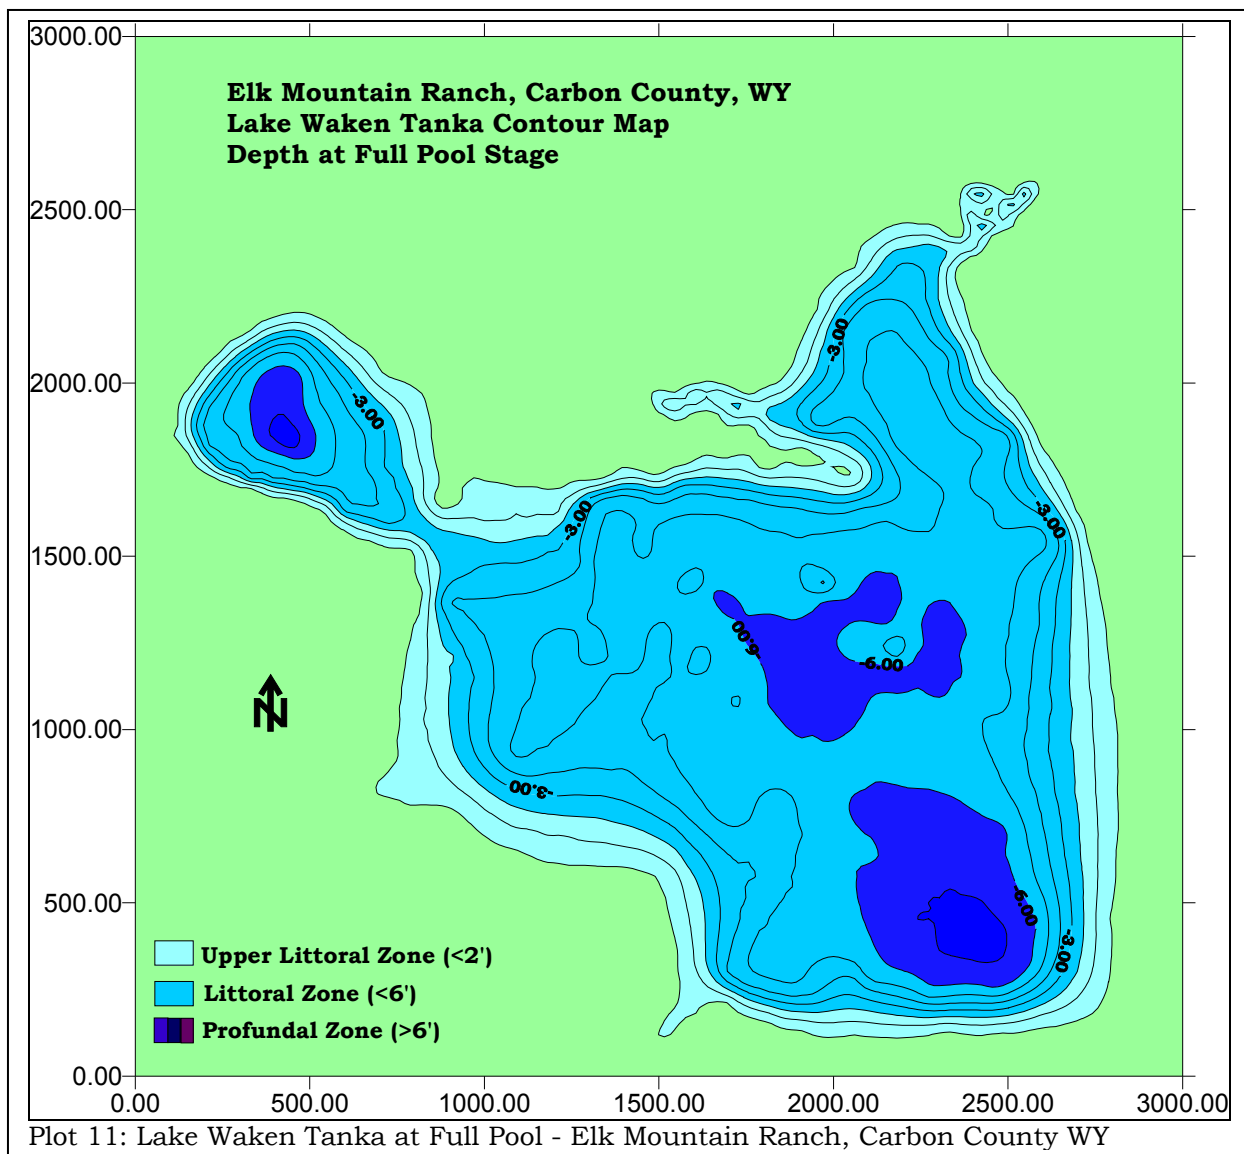 3000.00
Elk Mountain Ranch, Carbon County, WY
Lake Waken Tanka Contour Map
Depth at Full Pool Stage
2500.00
-3.00
2000.00
-3.00
-3.00
-3.00
1500.00
-6.00
-6.00
N
1000.00
-3.00
-6.00
500.00
-3.00
Upper Littoral Zone (<2')
Littoral Zone (<6')
Profundal Zone (>6')
0.00
0.00 500.00 1000.00 1500.00 2000.00 2500.00 3000.00
Plot 11: Lake Waken Tanka at Full Pool - Elk Mountain Ranch, Carbon County WY